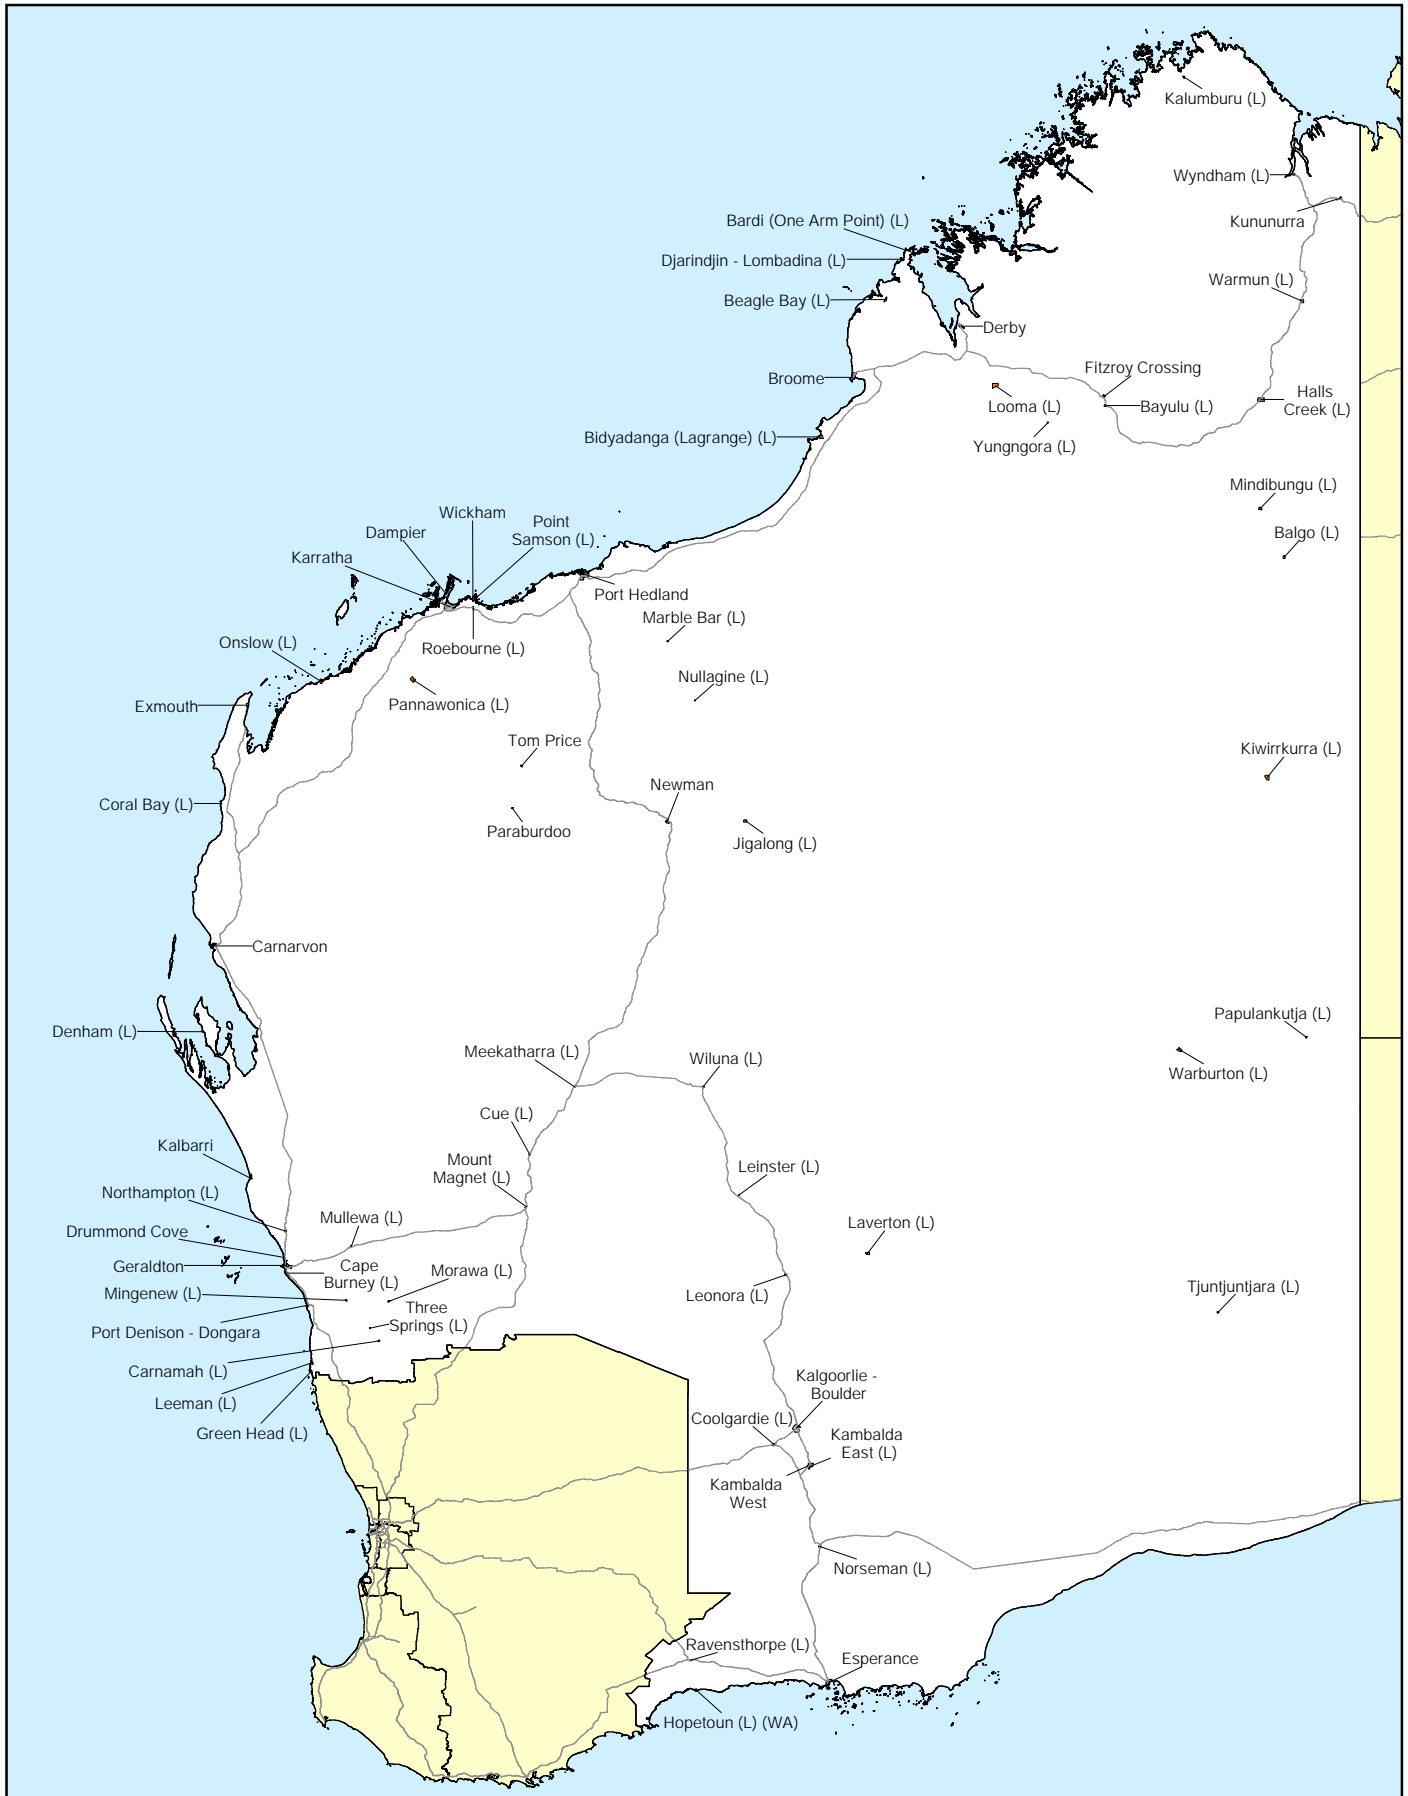 Kalumburu (L)
Wyndham (L)
Kununurra
Bardi (One Arm Point) (L)
Djarindjin - Lombadina (L)
Warmun (L)
Beagle Bay (L)
Derby
Fitzroy Crossing
Broome
Halls
Creek (L)
Looma (L)
Bayulu (L)
Bidyadanga (Lagrange) (L)
Yungngora (L)
Mindibungu (L)
Wickham
Point
Samson (L)
Dampier
Balgo (L)
Karratha
Port Hedland
Marble Bar (L)
Onslow (L)
Roebourne (L)
Nullagine (L)
Exmouth
Pannawonica (L)
Tom Price
Kiwirrkurra (L)
Newman
Coral Bay (L)
Paraburdoo
Jigalong (L)
Carnarvon
Papulankutja (L)
Denham (L)
Meekatharra (L)
Wiluna (L)
Warburton (L)
Cue (L)
Kalbarri
Mount
Magnet (L)
Leinster (L)
Northampton (L)
Mullewa (L)
Laverton (L)
Drummond Cove
Geraldton
Cape
Burney (L)
Morawa (L)
Mingenew (L)
Leonora (L)
Tjuntjuntjara (L)
Three
Springs (L)
Port Denison - Dongara
Carnamah (L)
Kalgoorlie -
Boulder
Leeman (L)
Coolgardie (L)
Green Head (L)
Kambalda
East (L)
Kambalda
West
Norseman (L)
Ravensthorpe (L)
Esperance
Hopetoun (L) (WA)